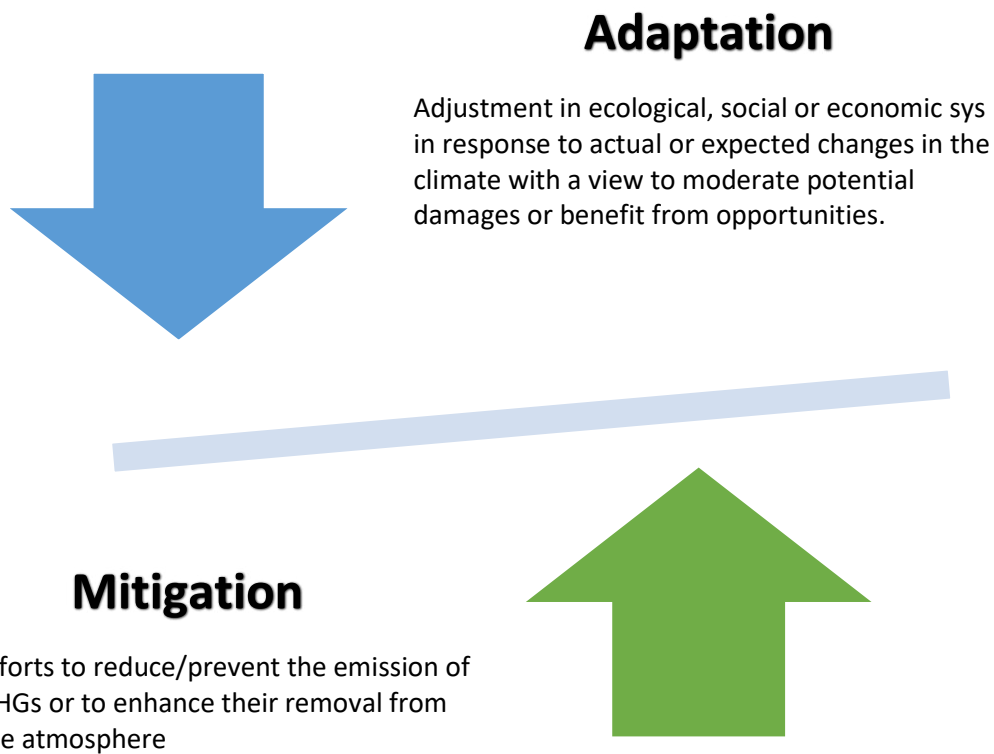 Adaptation
Adjustment in ecological, social or economic sys
in response to actual or expected changes in the
climate with a view to moderate potential
damages or benefit from opportunities.
Mitigation
forts to reduce/prevent the emission of
HGs or to enhance their removal from
e atmosphere